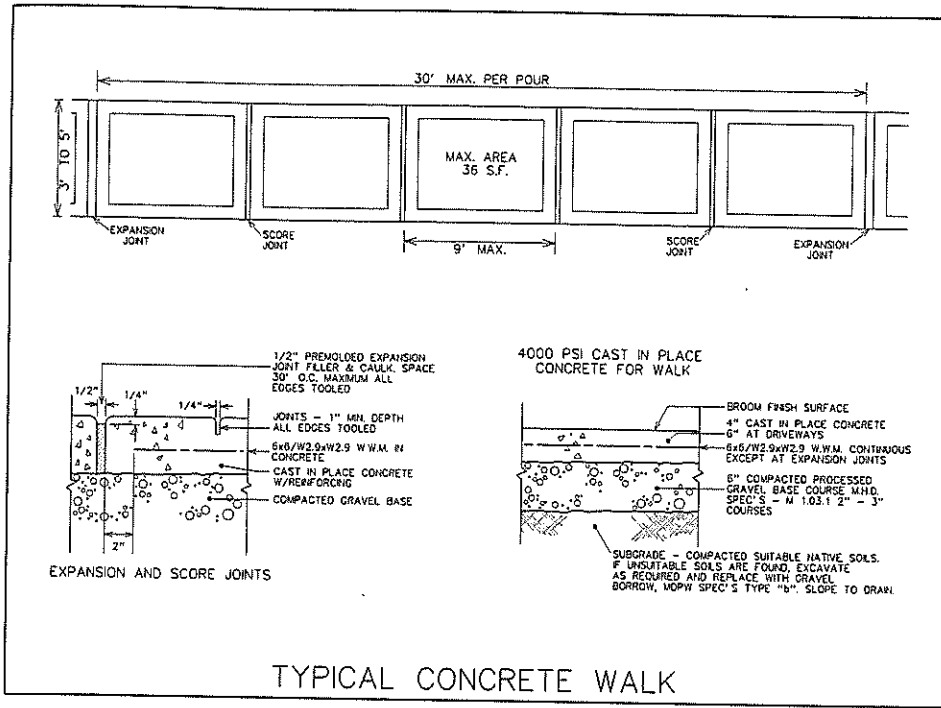 30' MAX. PER POUR
3' TO 5'
MAX. AREA
36 S.F.
EXPANSION
JOINT
SCORE
JOINT
9' MAX.
SCORE
JOINT
EXPANSION
JOINT
1/2" PREMOLDED EXPANSION
JOINT FILLER & CAULK. SPACE
30' O.C. MAXIMUM ALL
EDGES TOOLED
1/2"
1/4"
1/4"
JOINTS - 1" MIN. DEPTH
ALL EDGES TOOLED
6x6/W2.9xW2.9 W.W.M. IN
CONCRETE
CAST IN PLACE CONCRETE
W/REINFORCING
COMPACTED GRAVEL BASE
2"
EXPANSION AND SCORE JOINTS
4000 PSI CAST IN PLACE
CONCRETE FOR WALK
BROOM FINISH SURFACE
4" CAST IN PLACE CONCRETE
6" AT DRIVEWAYS
6x6/W2.9xW2.9 W.W.M. CONTINUOUS
EXCEPT AT EXPANSION JOINTS
6" COMPACTED PROCESSED
GRAVEL BASE COURSE M.H.D.
SPEC'S - M 1.03.1 2" - 3"
COURSES
SUBGRADE - COMPACTED SUITABLE NATIVE SOILS.
IF UNSUITABLE SOILS ARE FOUND, EXCAVATE
AS REQUIRED AND REPLACE WITH GRAVEL
BORROW, MDPW SPEC'S TYPE "b". SLOPE TO DRAIN.
TYPICAL CONCRETE WALK